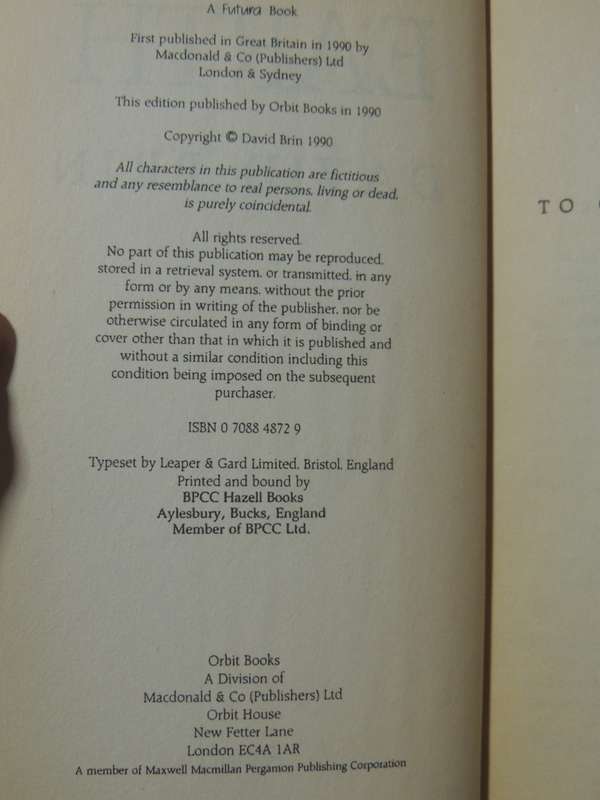 A Futura Book
First published in Great Britain in 1990 by
Macdonald & Co (Publishers) Ltd
London & Sydney
This edition published by Orbit Books in 1990
Copyright © David Brin 1990
All characters in this publication are fictitious
and any resemblance to real persons, living or dead,
is purely coincidental.
All rights reserved.
No part of this publication may be reproduced,
stored in a retrieval system, or transmitted, in any
form or by any means, without the prior
permission in writing of the publisher, nor be
otherwise circulated in any form of binding or
cover other than that in which it is published and
without a similar condition including this
condition being imposed on the subsequent
purchaser.
ISBN 0 7088 4872 9
Typeset by Leaper & Gard Limited, Bristol, England
Printed and bound by
BPCC Hazell Books
Aylesbury, Bucks, England
Member of BPCC Ltd.
Orbit Books
A Division of
Macdonald & Co (Publishers) Ltd
Orbit House
New Fetter Lane
London EC4A 1AR
A member of Maxwell Macmillan Pergamon Publishing Corporation
TO